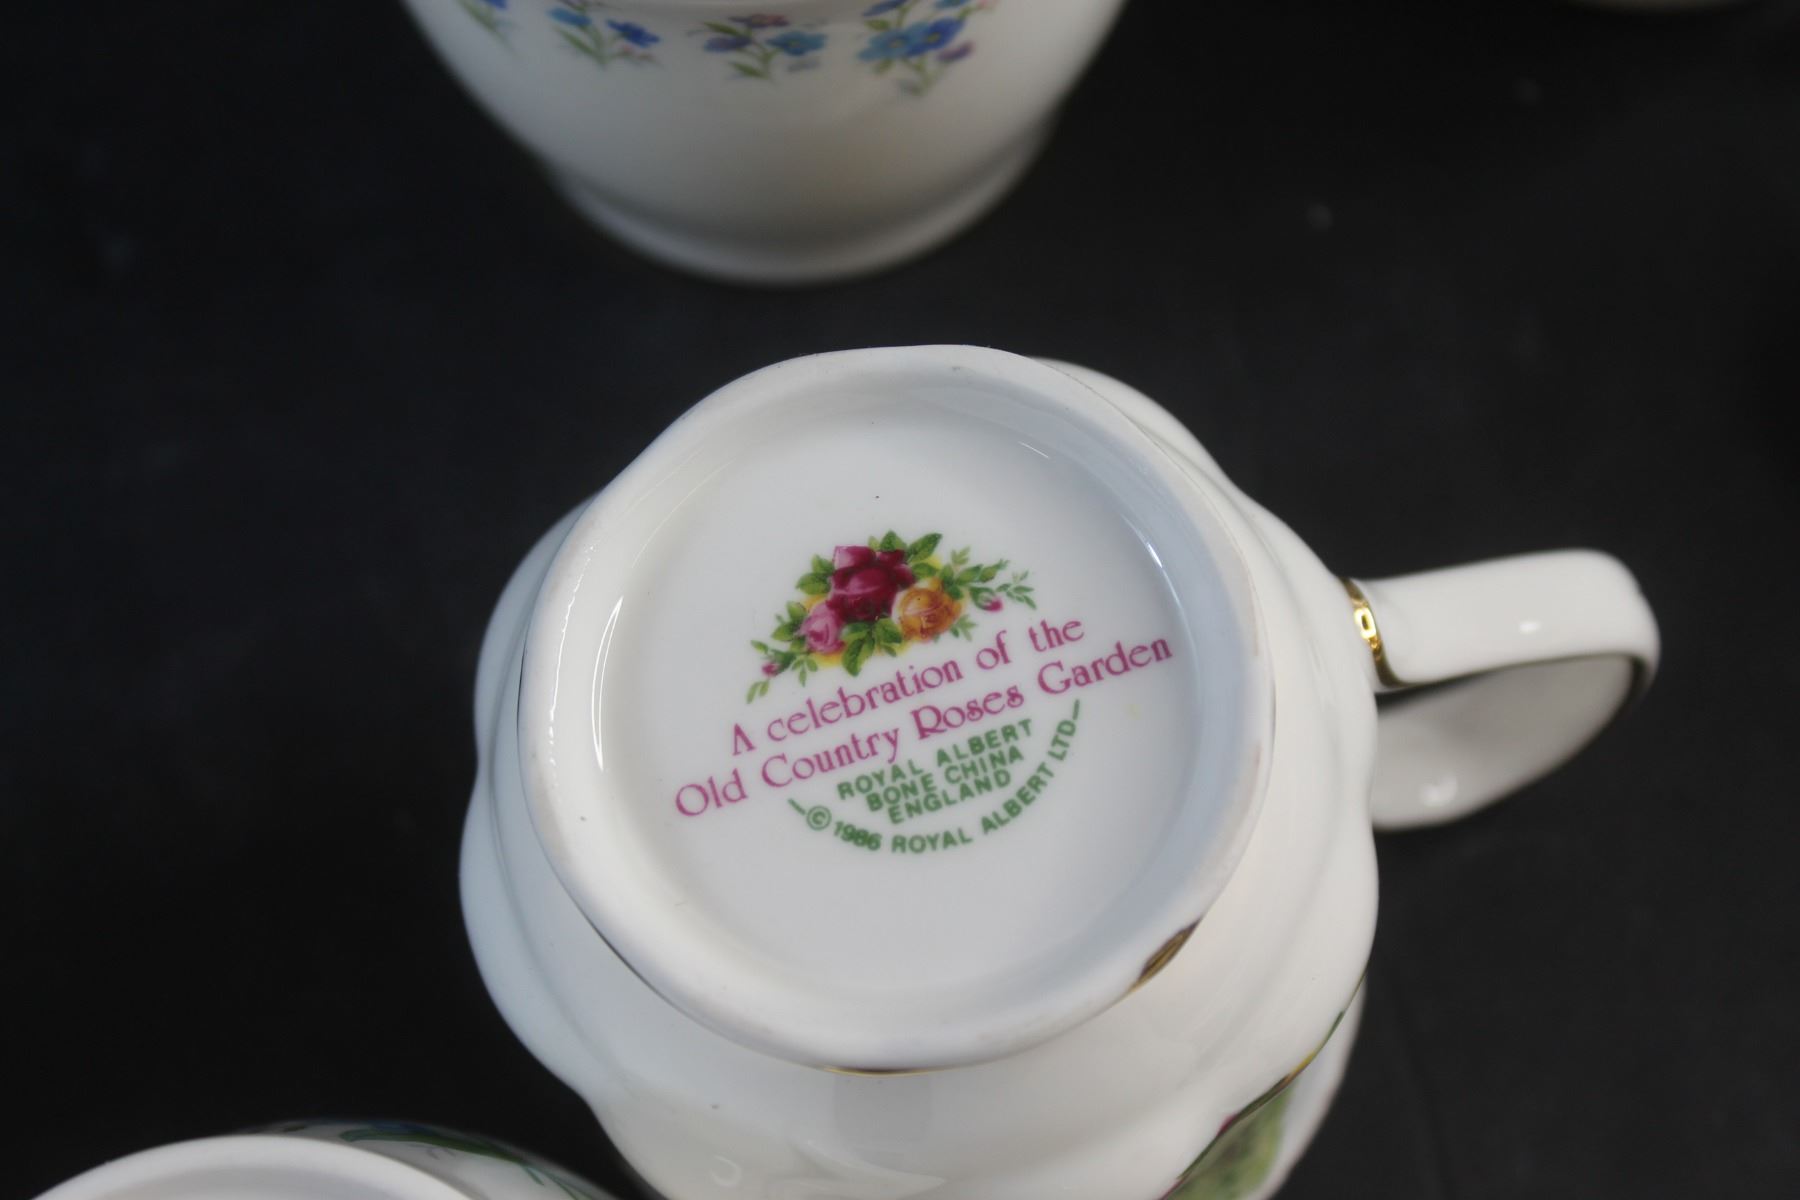 A celebration of the
Old Country Roses Garden
ROYAL ALBERT
BONE CHINA
ENGLAND
© 1986 ROYAL ALBERT LTD